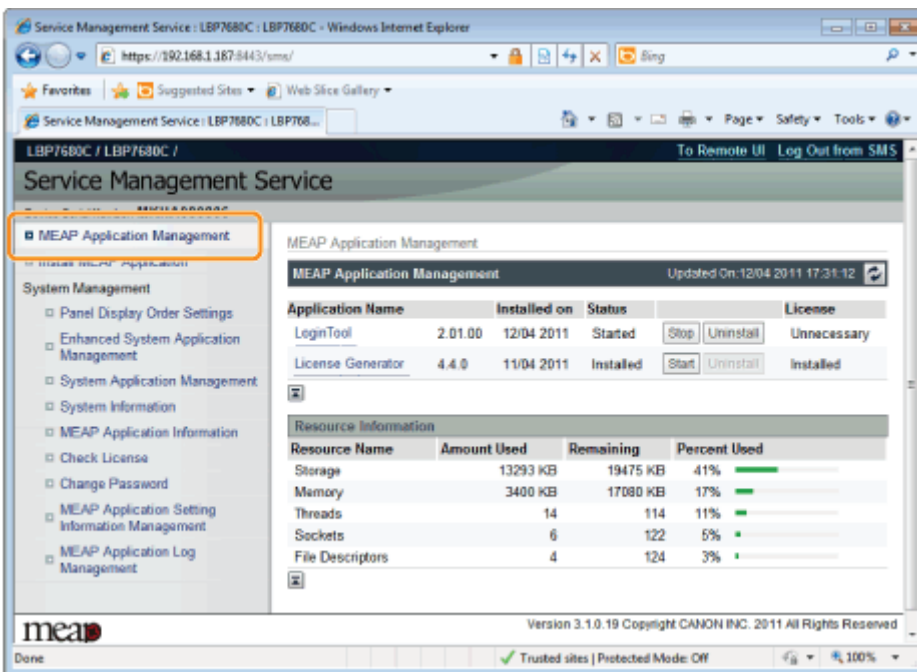 Service Management Service : LBP7680C : LBP7680C - Windows Internet Explorer
https://192.168.1.187:8443/sms/
Bing
Favorites Suggested Sites Web Slice Gallery
Service Management Service : LBP7680C : LBP768... Page Safety Tools
LBP7680C / LBP7680C / To Remote UI Log Out from SMS
Service Management Service
MEAP Application Management
Install MEAP Application
System Management
Panel Display Order Settings
Enhanced System Application
Management
System Application Management
System Information
MEAP Application Information
Check License
Change Password
MEAP Application Setting
Information Management
MEAP Application Log
Management
MEAP Application Management
MEAP Application Management Updated On:12/04 2011 17:31:12
Application Name Installed on Status License
LoginTool 2.01.00 12/04 2011 Started Stop Uninstall Unnecessary
License Generator 4.4.0 11/04 2011 Installed Start Uninstall Installed
Resource Information
Resource Name Amount Used Remaining Percent Used
Storage 13293 KB 19475 KB 41%
Memory 3400 KB 17080 KB 17%
Threads 14 114 11%
Sockets 6 122 5%
File Descriptors 4 124 3%
meap
Version 3.1.0.19 Copyright CANON INC. 2011 All Rights Reserved
Done Trusted sites | Protected Mode: Off 100%